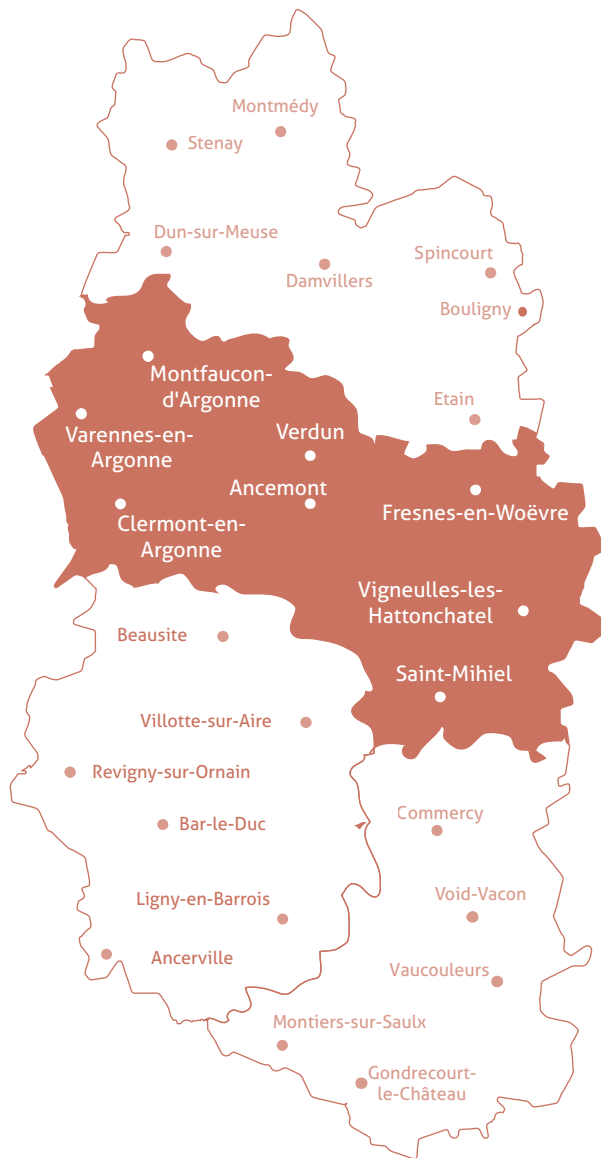 Montmédy
Stenay
Dun-sur-Meuse
Spincourt
Damvillers
Bouligny
Montfaucon-
d'Argonne
Etain
Varennes-en-
Argonne
Verdun
Ancemont
Fresnes-en-Woëvre
Clermont-en-
Argonne
Vigneulles-les-
Hattonchatel
Beausite
Saint-Mihiel
Villotte-sur-Aire
Revigny-sur-Ornain
Commercy
Bar-le-Duc
Ligny-en-Barrois
Void-Vacon
Ancerville
Vaucouleurs
Montiers-sur-Saulx
Gondrecourt-
le-Château